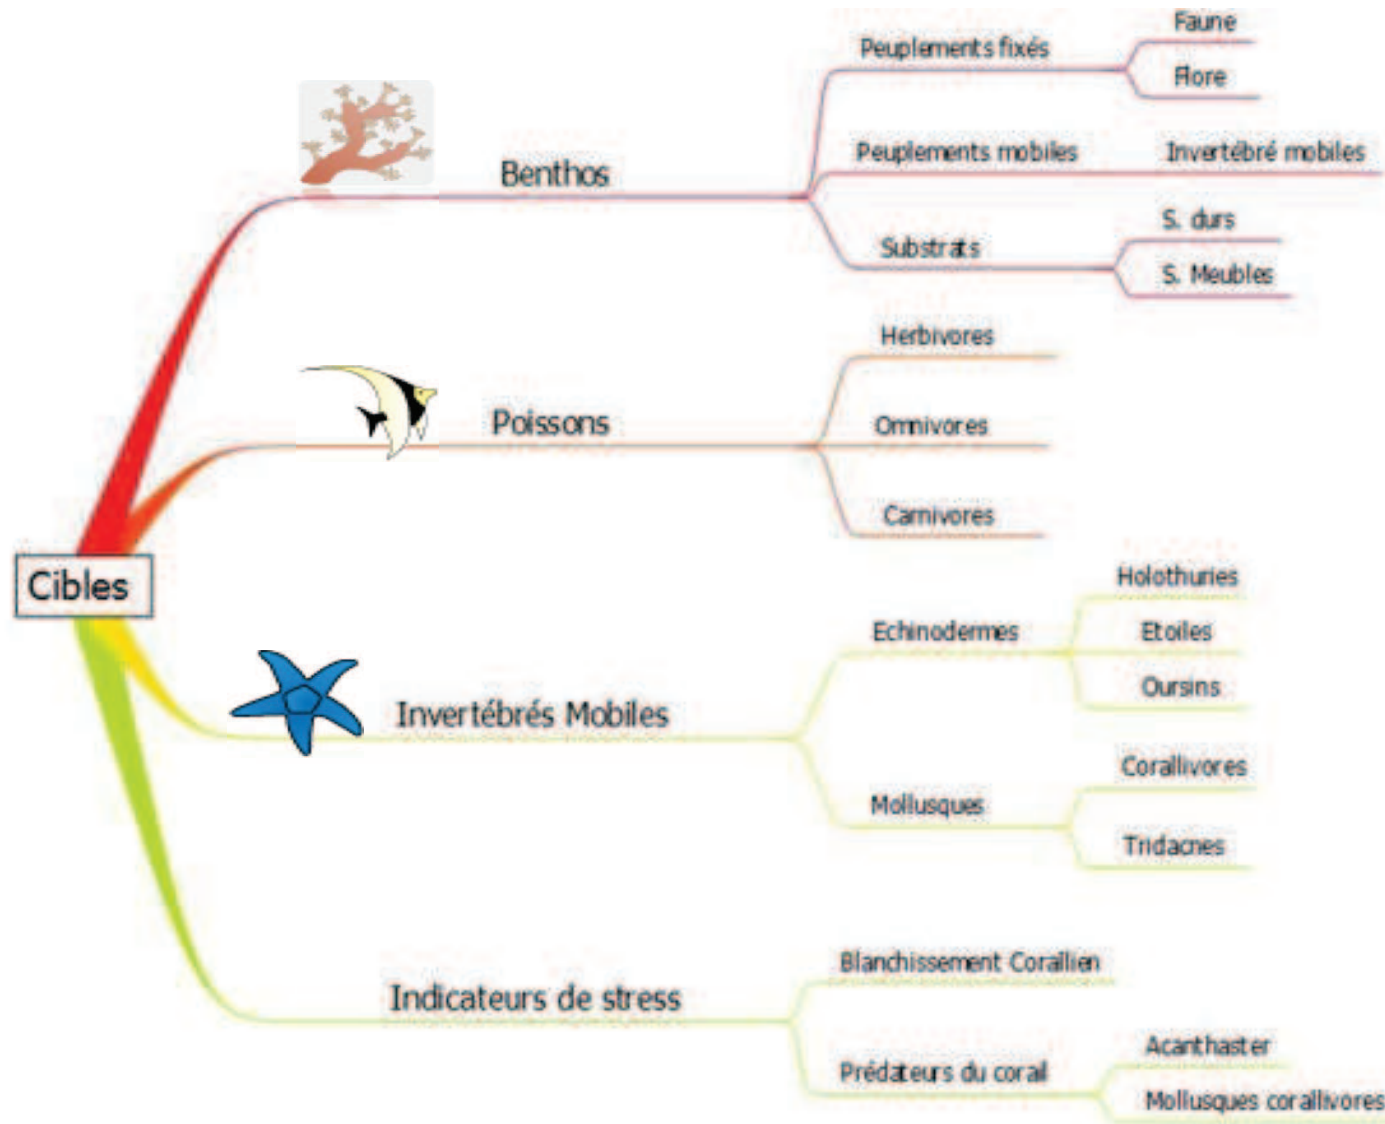 Cibles
Benthos
Peuplements fixés
Faune
Flore
Peuplements mobiles
Invertébré mobiles
Substrats
S. durs
S. Meubles
Poissons
Herbivores
Omnivores
Carnivores
Invertébrés Mobiles
Echinodermes
Holothuries
Etoiles
Oursins
Mollusques
Corallivores
Tridacnes
Indicateurs de stress
Blanchissement Corallien
Prédateurs du corail
Acanthaster
Mollusques corallivores